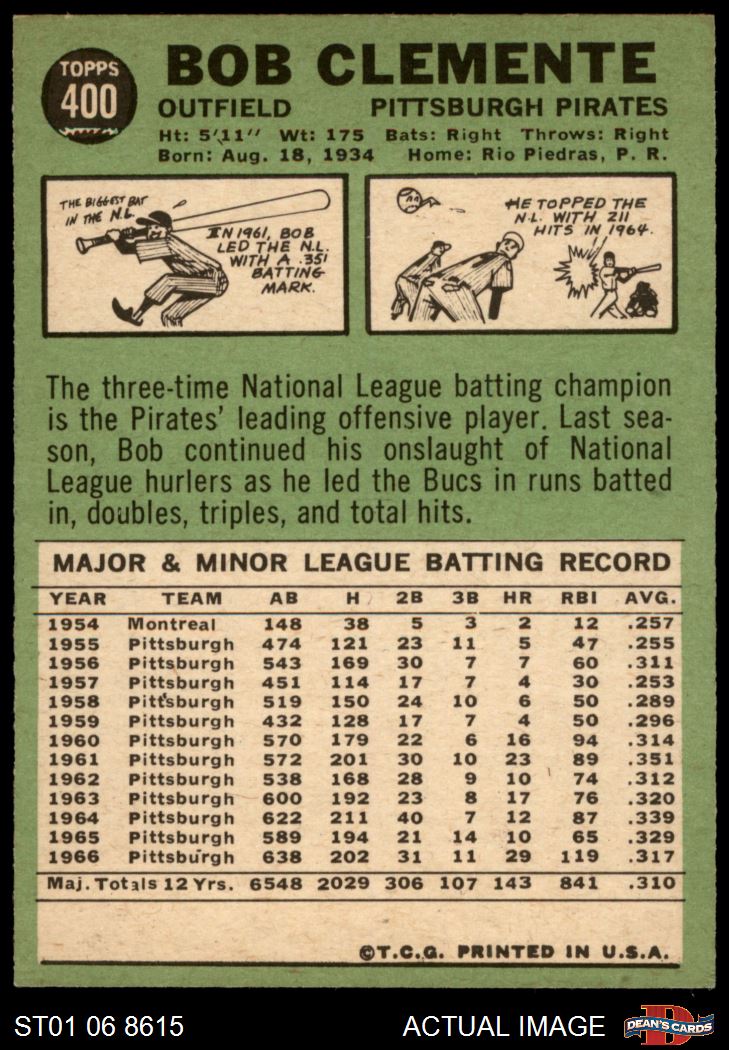 TOPPS
400
BOB CLEMENTE
OUTFIELD PITTSBURGH PIRATES
Ht: 5'11" Wt: 175 Bats: Right Throws: Right
Born: Aug. 18, 1934 Home: Rio Piedras, P. R.
THE BIGGEST BAT
IN THE N.L.
IN 1961, BOB
LED THE N.L.
WITH A .351
BATTING
MARK.
HE TOPPED THE
N.L. WITH 211
HITS IN 1964.
The three-time National League batting champion
is the Pirates' leading offensive player. Last sea-
son, Bob continued his onslaught of National
League hurlers as he led the Bucs in runs batted
in, doubles, triples, and total hits.
MAJOR & MINOR LEAGUE BATTING RECORD
YEAR TEAM AB H 2B 3B HR RBI AVG.
1954 Montreal 148 38 5 3 2 12 .257
1955 Pittsburgh 474 121 23 11 5 47 .255
1956 Pittsburgh 543 169 30 7 7 60 .311
1957 Pittsburgh 451 114 17 7 4 30 .253
1958 Pittsburgh 519 150 24 10 6 50 .289
1959 Pittsburgh 432 128 17 7 4 50 .296
1960 Pittsburgh 570 179 22 6 16 94 .314
1961 Pittsburgh 572 201 30 10 23 89 .351
1962 Pittsburgh 538 168 28 9 10 74 .312
1963 Pittsburgh 600 192 23 8 17 76 .320
1964 Pittsburgh 622 211 40 7 12 87 .339
1965 Pittsburgh 589 194 21 14 10 65 .329
1966 Pittsburgh 638 202 31 11 29 119 .317
Maj. Totals 12 Yrs. 6548 2029 306 107 143 841 .310
©T.C.G. PRINTED IN U.S.A.
ST01 06 8615 ACTUAL IMAGE
D
DEAN'S CARDS